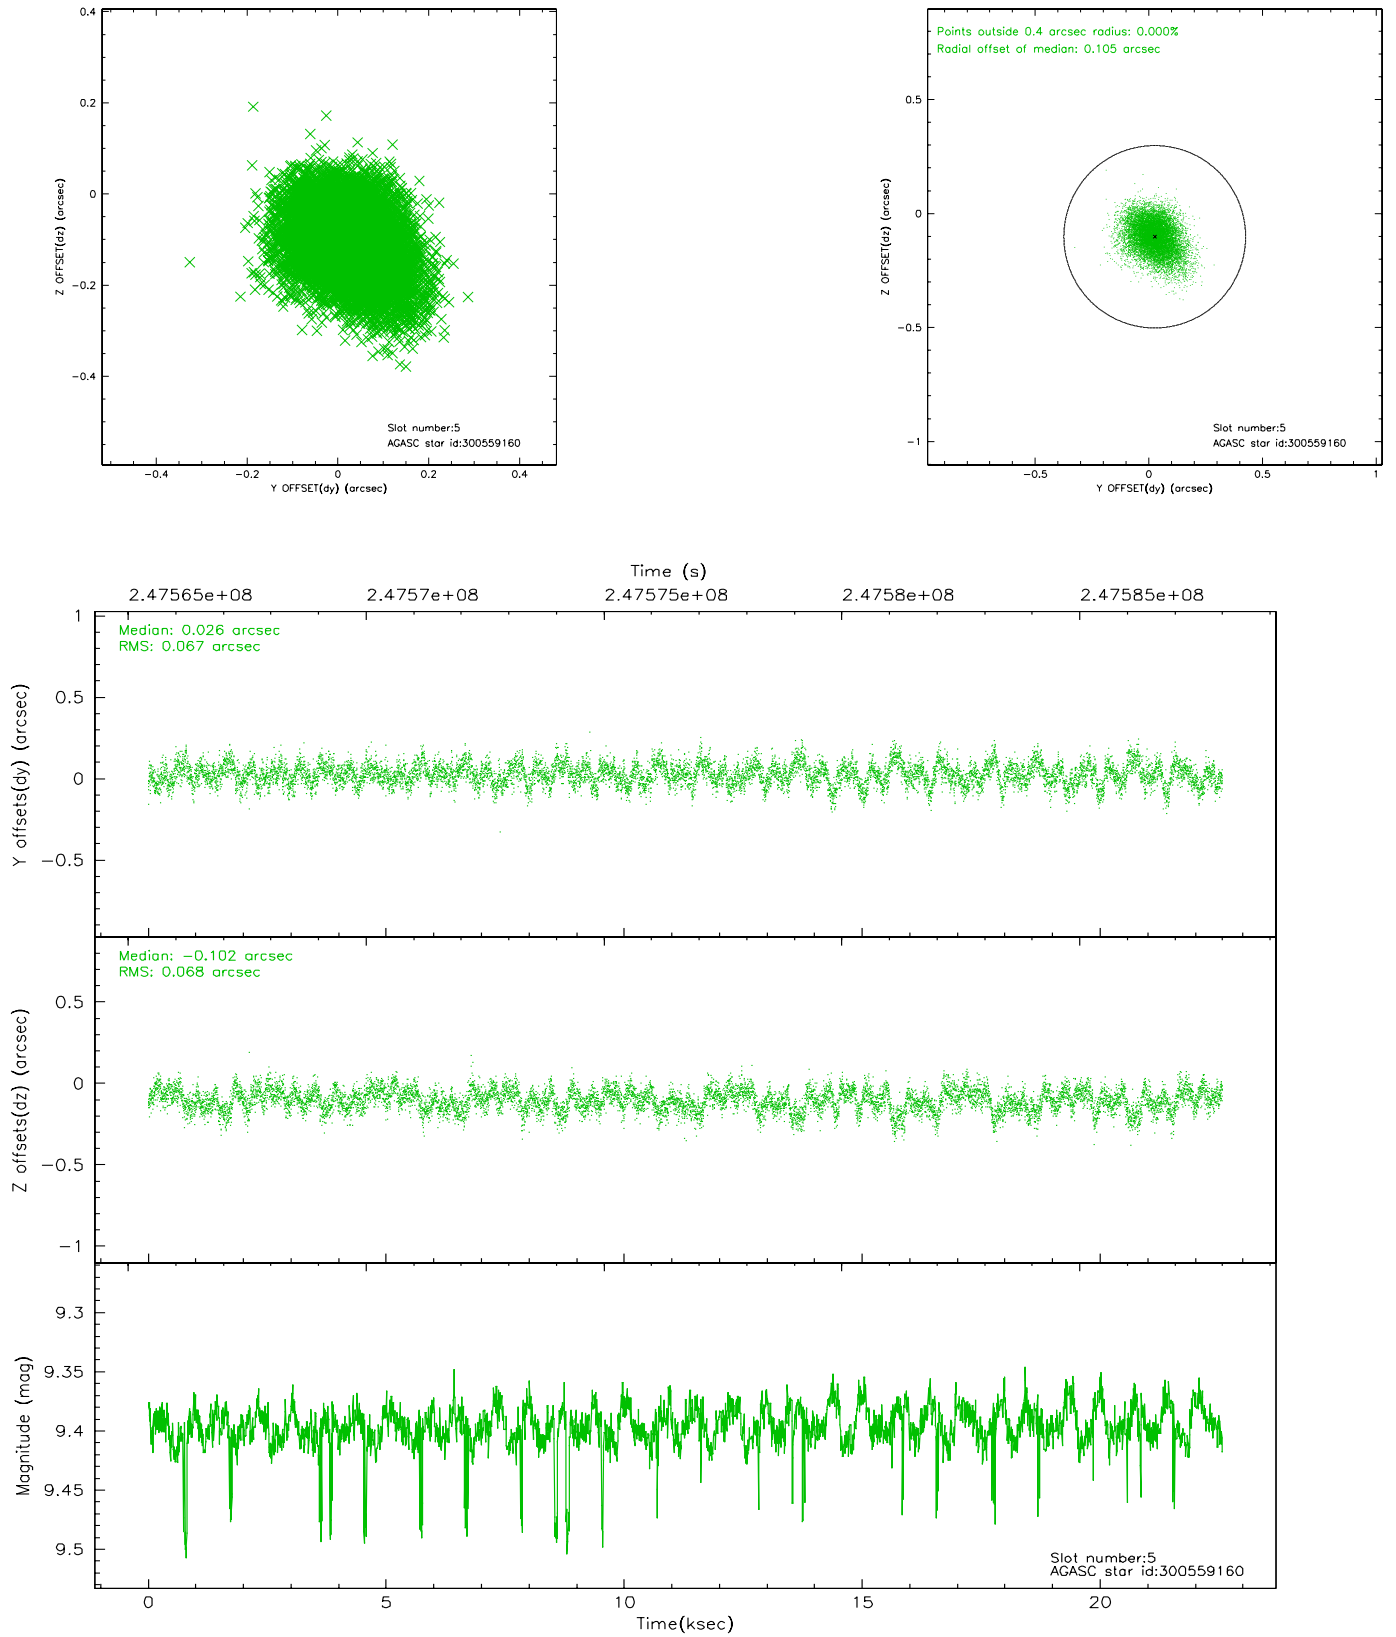 0.4
0.2
0
−0.2
−0.4
Z OFFSET(dz) (arcsec)
−0.4 −0.2 0 0.2 0.4
Y OFFSET(dy) (arcsec)
Slot number:5
AGASC star id:300559160
Points outside 0.4 arcsec radius: 0.000%
Radial offset of median: 0.105 arcsec
0.5
0
−0.5
−1
Z OFFSET(dz) (arcsec)
−0.5 0 0.5 1
Y OFFSET(dy) (arcsec)
Slot number:5
AGASC star id:300559160
Time (s)
2.47565e+08 2.4757e+08 2.47575e+08 2.4758e+08 2.47585e+08
Median: 0.026 arcsec
RMS: 0.067 arcsec
1
0.5
0
−0.5
Y offsets(dy) (arcsec)
Median: −0.102 arcsec
RMS: 0.068 arcsec
0.5
0
−0.5
−1
Z offsets(dz) (arcsec)
9.3
9.35
9.4
9.45
9.5
Magnitude (mag)
Slot number:5
AGASC star id:300559160
0 5 10 15 20
Time(ksec)